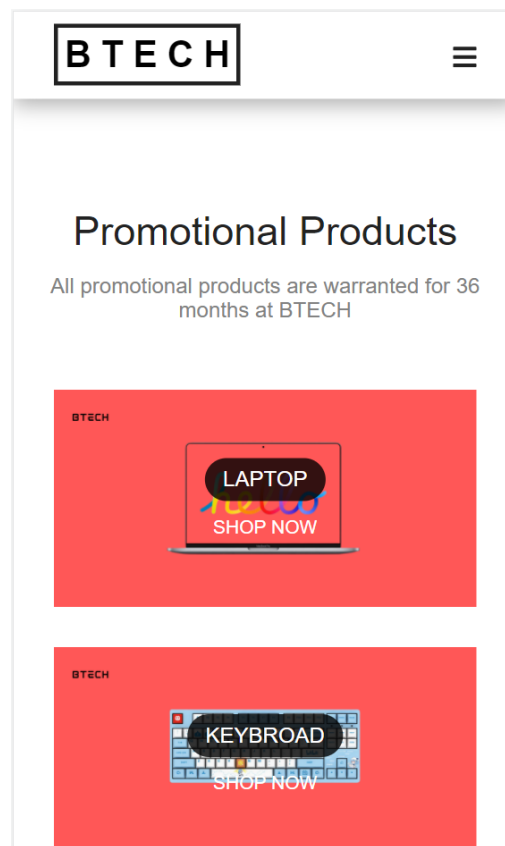 BTECH
Promotional Products
All promotional products are warranted for 36
months at BTECH
BTECH
LAPTOP
hello
SHOP NOW
BTECH
KEYBROAD
SHOP NOW